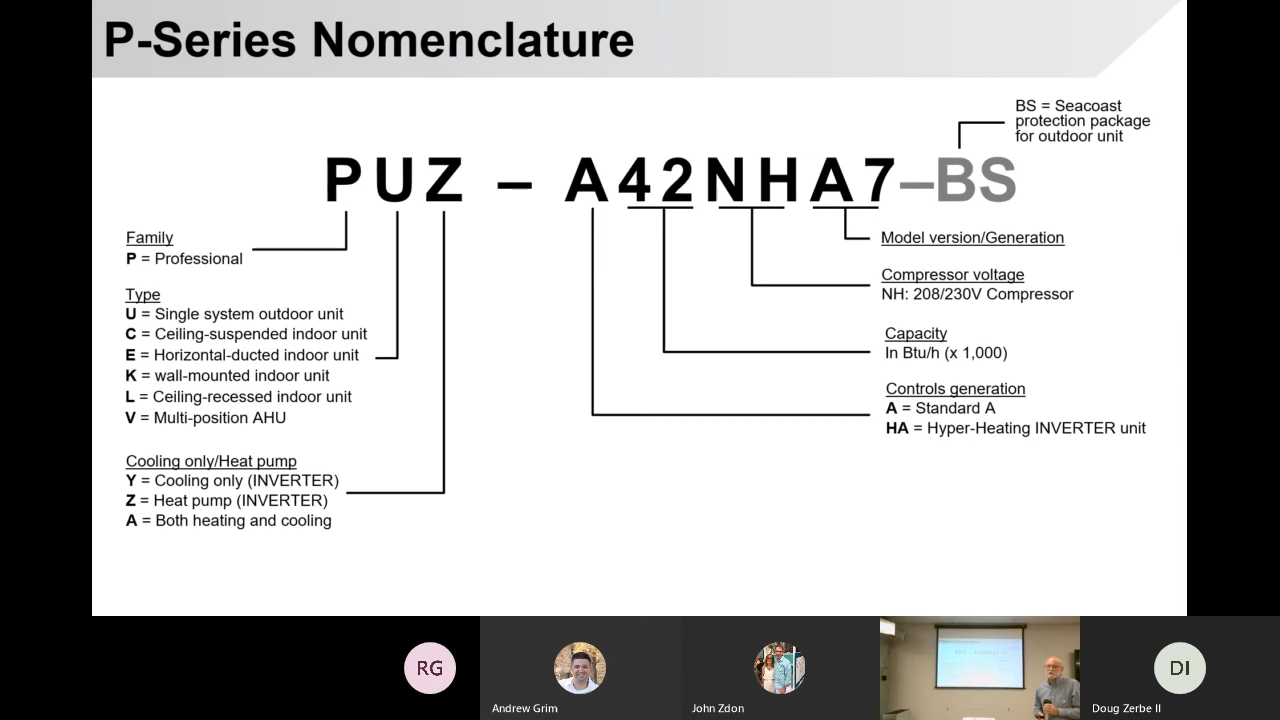 P-Series Nomenclature
BS = Seacoast
protection package
for outdoor unit
PUZ – A42NHA7–BS
Family
P = Professional
Type
U = Single system outdoor unit
C = Ceiling-suspended indoor unit
E = Horizontal-ducted indoor unit
K = wall-mounted indoor unit
L = Ceiling-recessed indoor unit
V = Multi-position AHU
Cooling only/Heat pump
Y = Cooling only (INVERTER)
Z = Heat pump (INVERTER)
A = Both heating and cooling
Model version/Generation
Compressor voltage
NH: 208/230V Compressor
Capacity
In Btu/h (x 1,000)
Controls generation
A = Standard A
HA = Hyper-Heating INVERTER unit
RG
Andrew Grim
John Zdon
DI
Doug Zerbe II